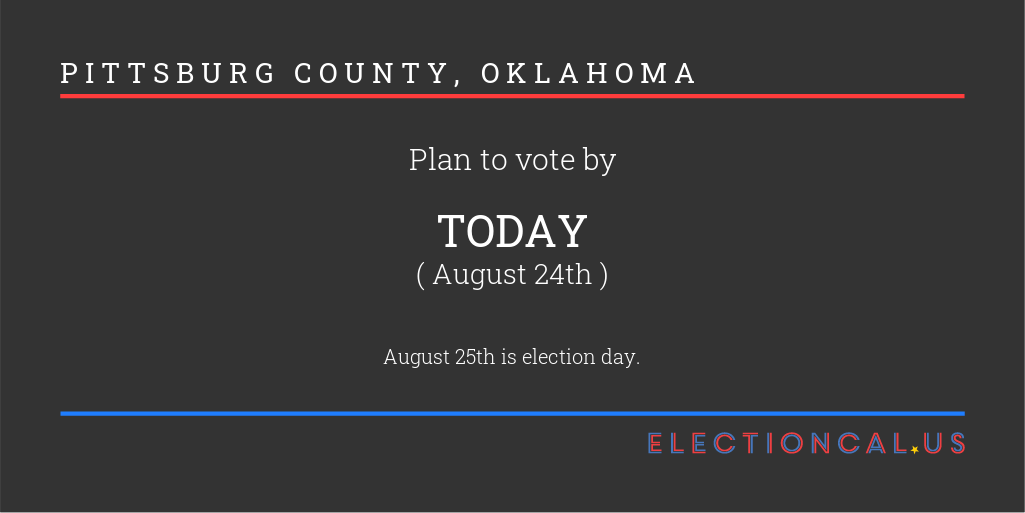 PITTSBURG COUNTY, OKLAHOMA
Plan to vote by
TODAY
( August 24th )
August 25th is election day.
ELECTIONCAL.US